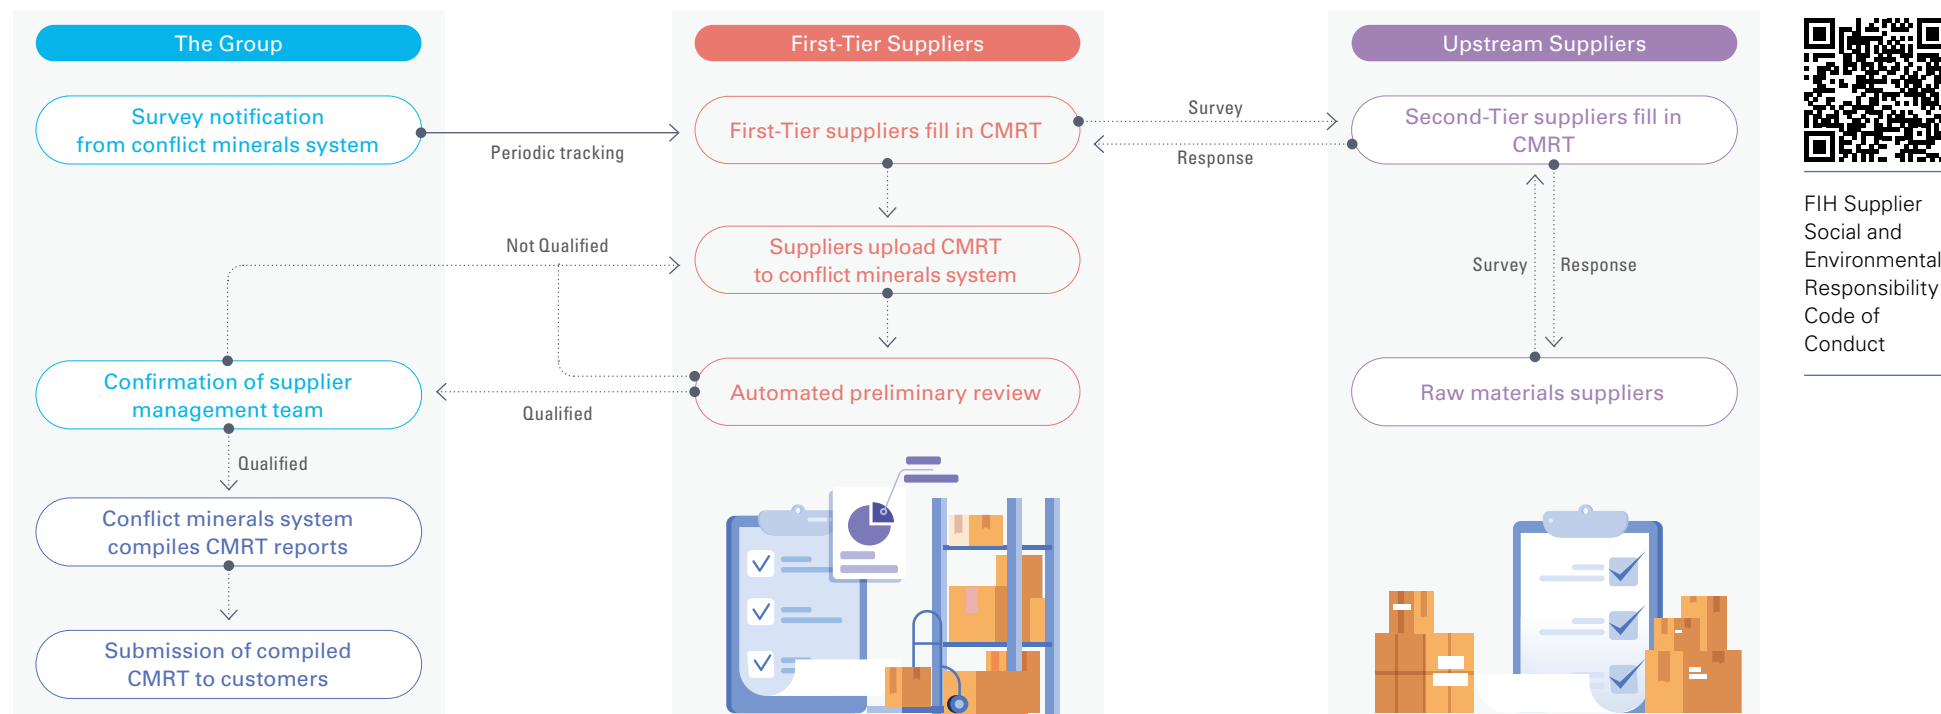 The Group
First-Tier Suppliers
Upstream Suppliers
Survey notification
from conflict minerals system
Periodic tracking
First-Tier suppliers fill in CMRT
Survey
Response
Second-Tier suppliers fill in
CMRT
Not Qualified
Suppliers upload CMRT
to conflict minerals system
Survey
Response
Confirmation of supplier
management team
Qualified
Automated preliminary review
Raw materials suppliers
Qualified
Conflict minerals system
compiles CMRT reports
Submission of compiled
CMRT to customers
FIH Supplier
Social and
Environmental
Responsibility
Code of
Conduct